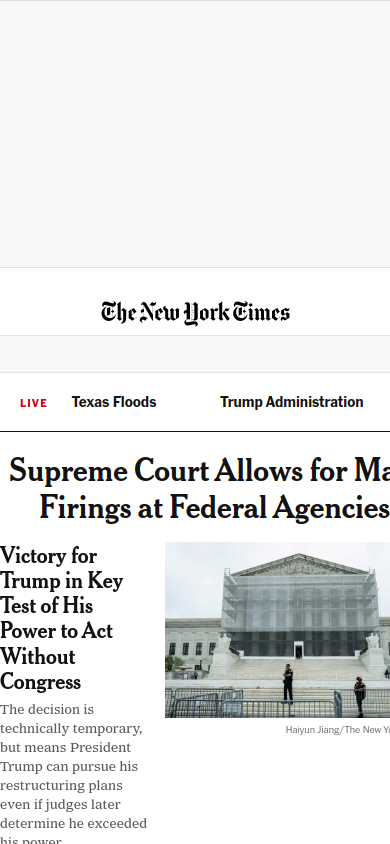 The New York Times
LIVE Texas Floods Trump Administration
Supreme Court Allows for Ma
Firings at Federal Agencies
Victory for
Trump in Key
Test of His
Power to Act
Without
Congress
The decision is
technically temporary,
but means President
Trump can pursue his
restructuring plans
even if judges later
determine he exceeded
his power.
Haiyun Jiang/The New Yo